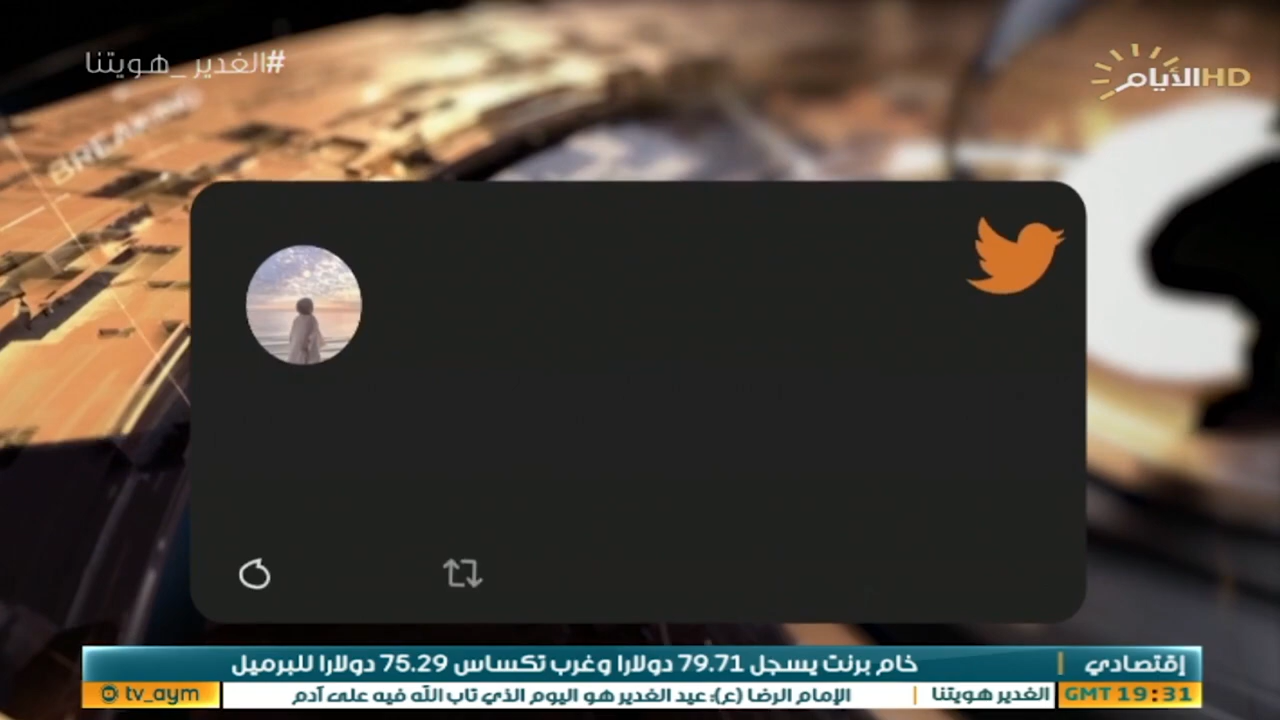 #الغدير_هويتنا
الأيام HD
BREAKING
إقتصادي | خام برنت يسجل 79.71 دولارا وغرب تكساس 75.29 دولارا للبرميل
GMT 19:31 الغدير هويتنا | الإمام الرضا (ع): عيد الغدير هو اليوم الذي تاب الله فيه على آدم tv_aym